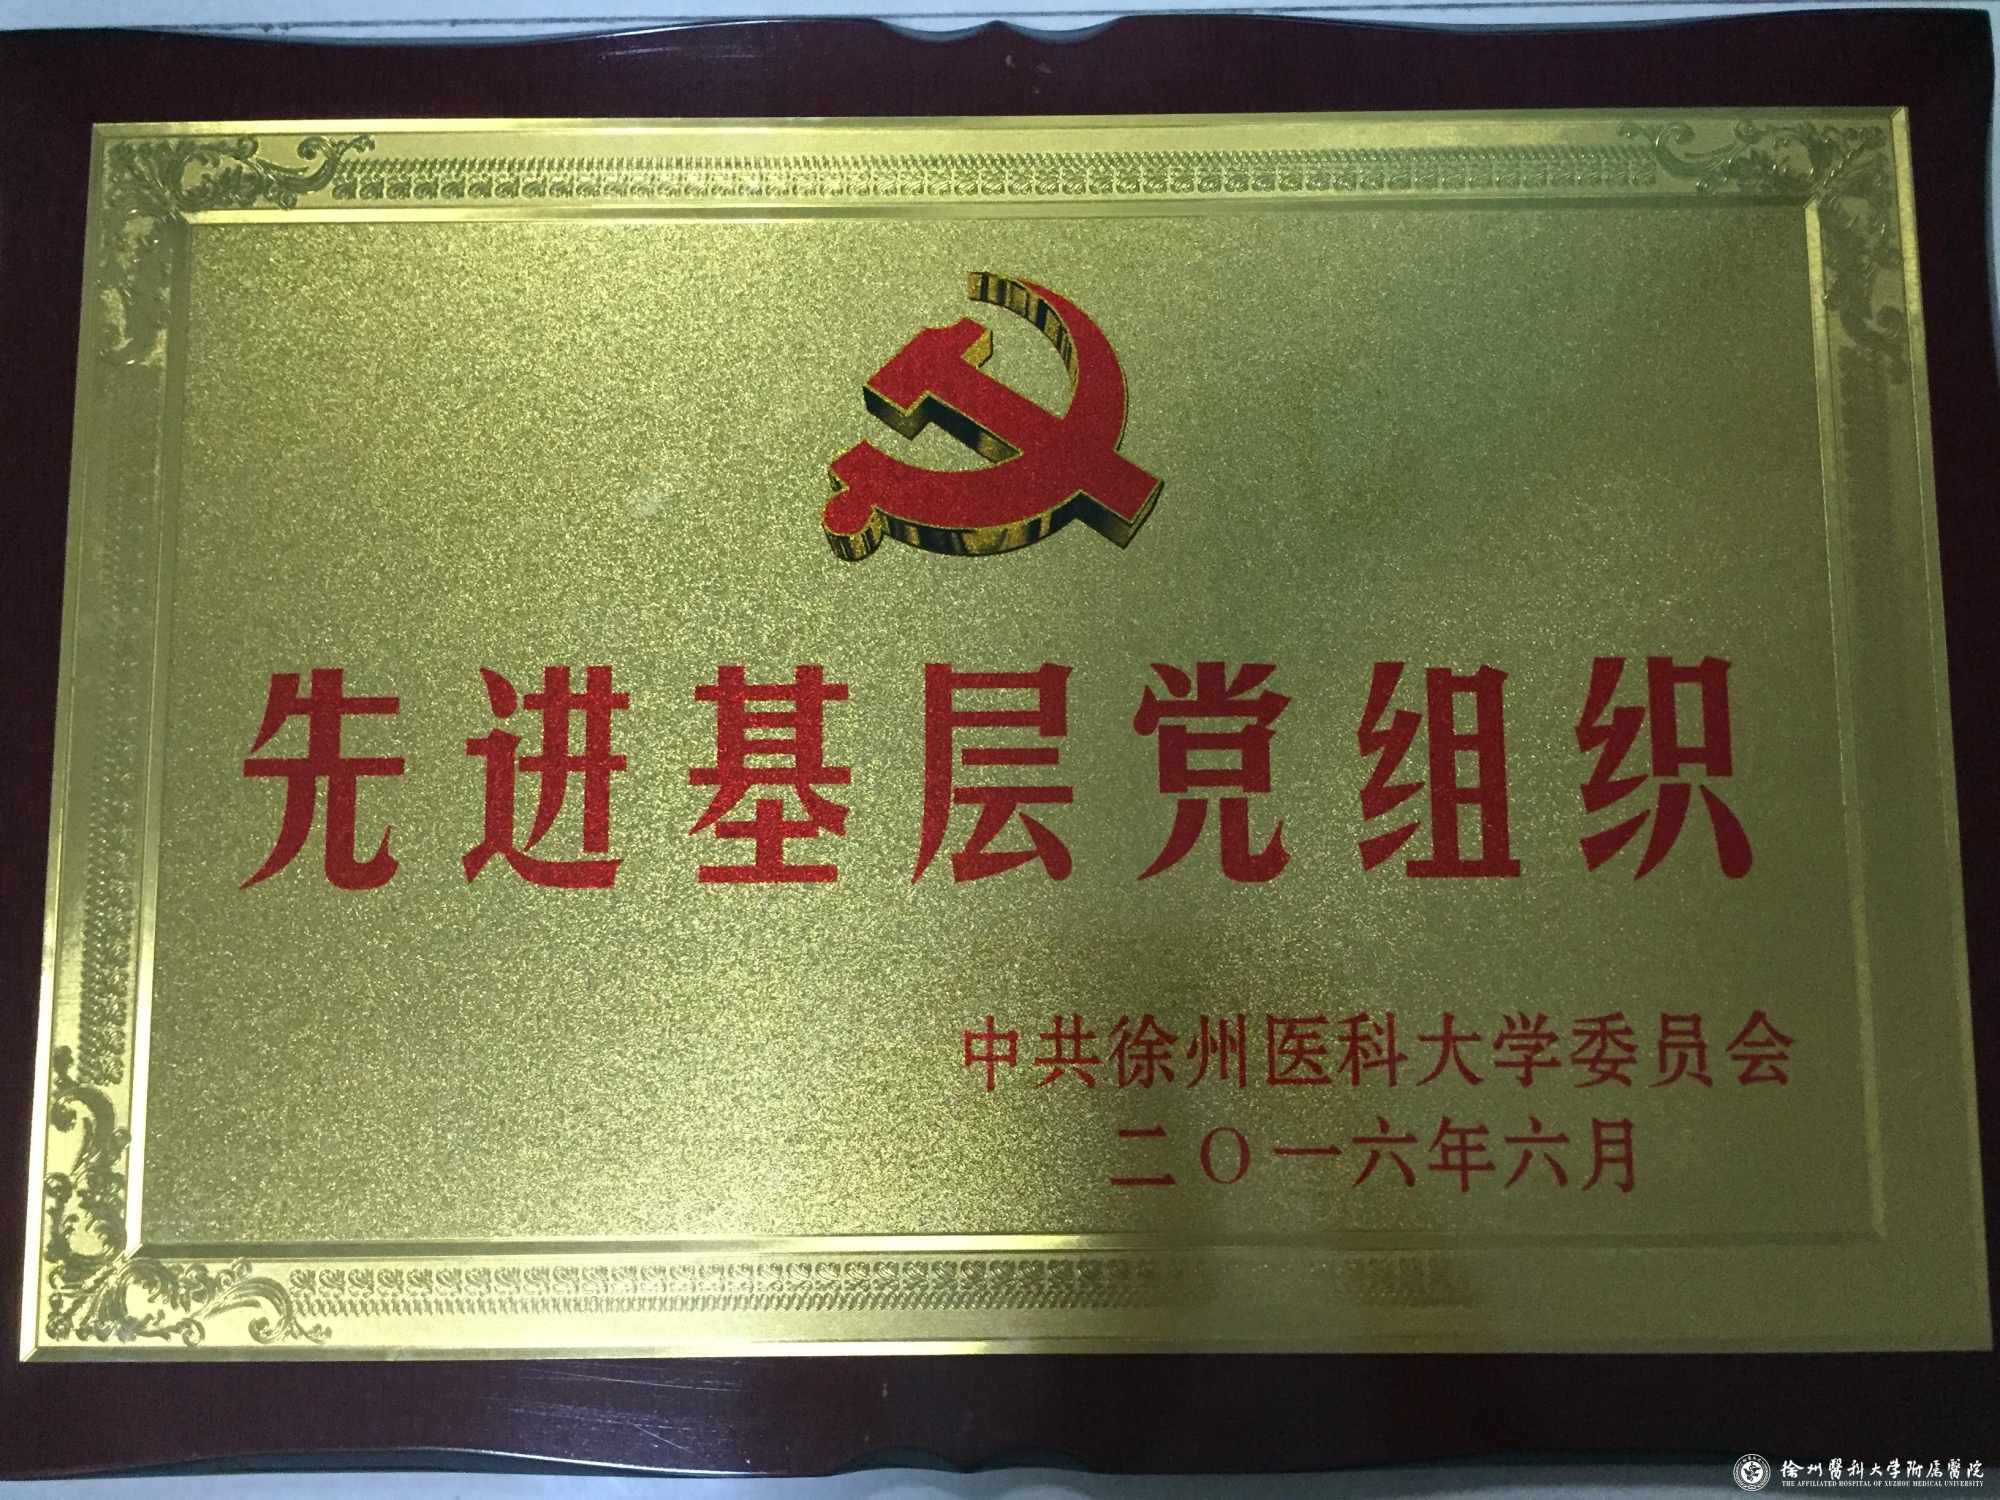 先进基层党组织
中共徐州医科大学委员会
二〇一六年六月
徐州醫科大学附属醫院
THE AFFILIATED HOSPITAL OF XUZHOU MEDICAL UNIVERSITY